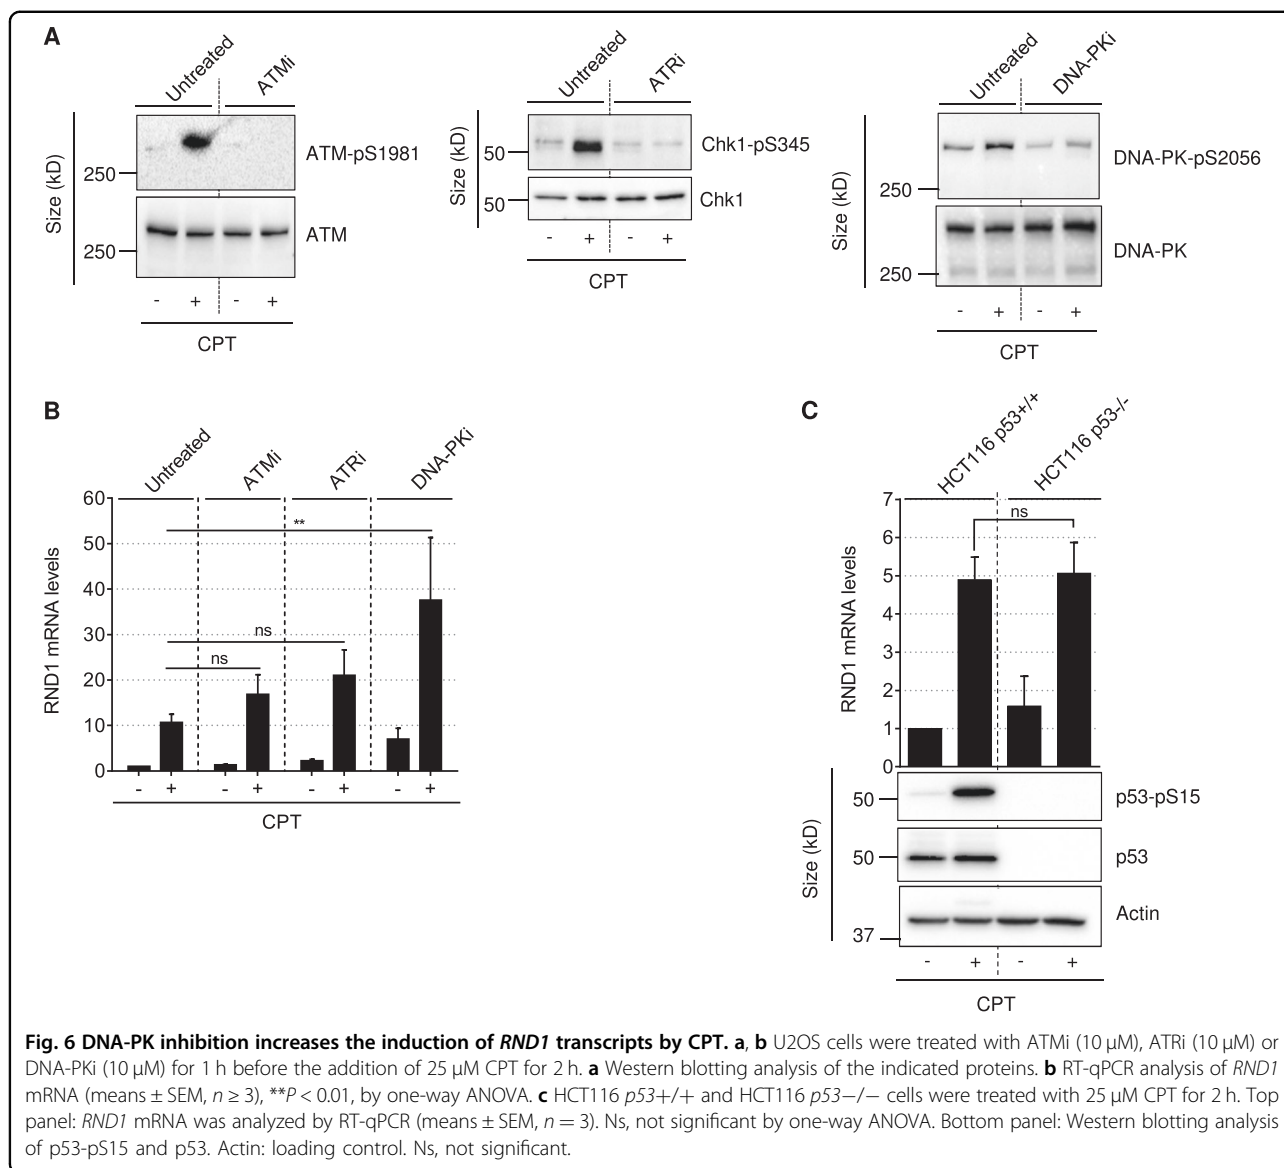 A
Untreated
ATMi
Size (kD)
250
250
ATM-pS1981
ATM
- + - +
CPT
Untreated
ATRi
Size (kD)
50
50
Chk1-pS345
Chk1
- + - +
CPT
Untreated
DNA-PKi
Size (kD)
250
250
DNA-PK-pS2056
DNA-PK
- + - +
CPT
B
Untreated
ATMi
ATRi
DNA-PKi
RND1 mRNA levels
60
50
40
30
20
10
0
**
ns
ns
- + - + - + - +
CPT
C
HCT116 p53+/+
HCT116 p53-/-
RND1 mRNA levels
7
6
5
4
3
2
1
0
ns
Size (kD)
50
50
37
p53-pS15
p53
Actin
- + - +
CPT
Fig. 6 DNA-PK inhibition increases the induction of RND1 transcripts by CPT. a, b U2OS cells were treated with ATMi (10 μM), ATRi (10 μM) or
DNA-PKi (10 μM) for 1 h before the addition of 25 μM CPT for 2 h. a Western blotting analysis of the indicated proteins. b RT-qPCR analysis of RND1
mRNA (means ± SEM, n ≥ 3), **P < 0.01, by one-way ANOVA. c HCT116 p53+/+ and HCT116 p53−/− cells were treated with 25 μM CPT for 2 h. Top
panel: RND1 mRNA was analyzed by RT-qPCR (means ± SEM, n = 3). Ns, not significant by one-way ANOVA. Bottom panel: Western blotting analysis
of p53-pS15 and p53. Actin: loading control. Ns, not significant.